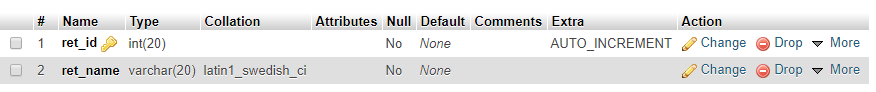 # Name Type Collation Attributes Null Default Comments Extra Action
1 ret_id int(20) No None AUTO_INCREMENT Change Drop More
2 ret_name varchar(20) latin1_swedish_ci No None Change Drop More